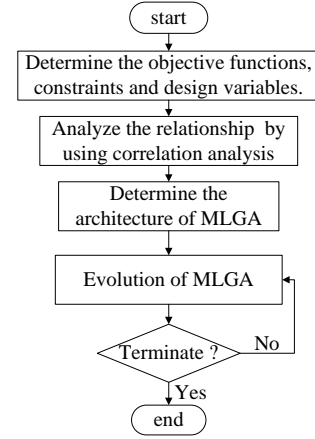 start
Determine the objective functions,
constraints and design variables.
Analyze the relationship by
using correlation analysis
Determine the
architecture of MLGA
Evolution of MLGA
Terminate ?
No
Yes
end